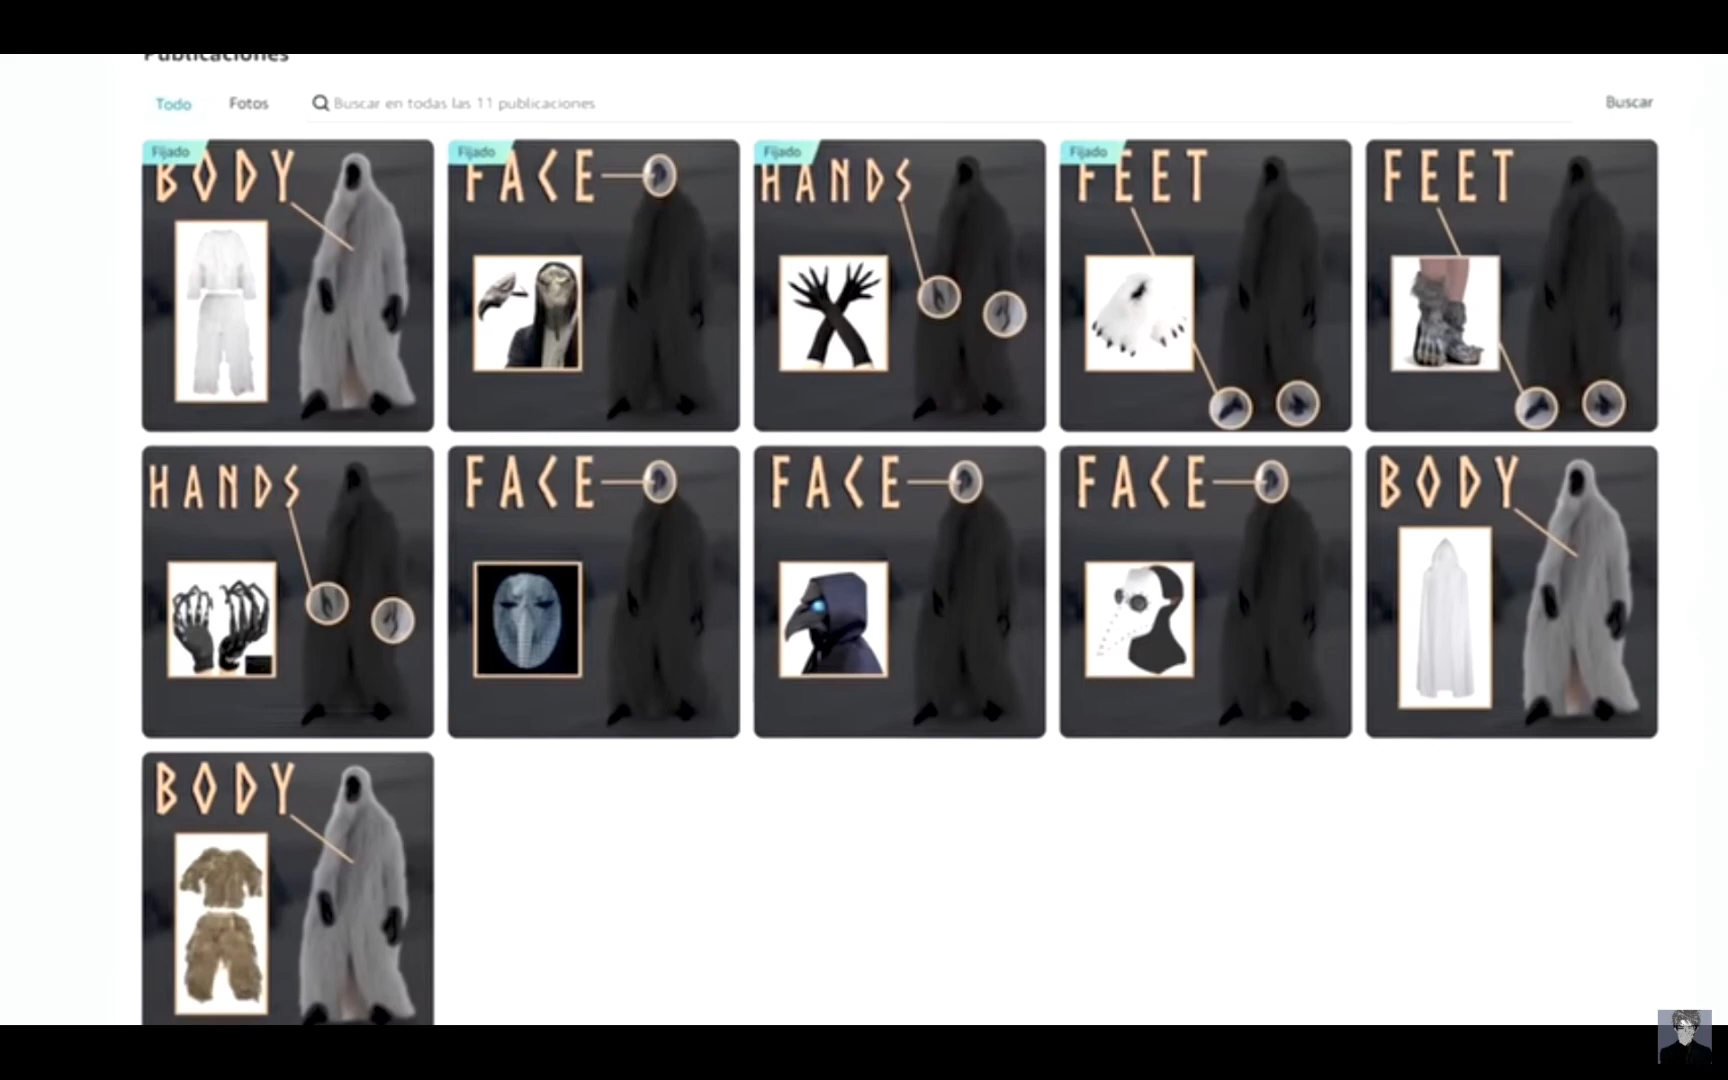 Publicaciones
Todo Fotos Buscar en todas las 11 publicaciones Buscar
Fijado Fijado Fijado Fijado
BODY FACE HANDS FEET FEET
HANDS FACE FACE FACE BODY
BODY